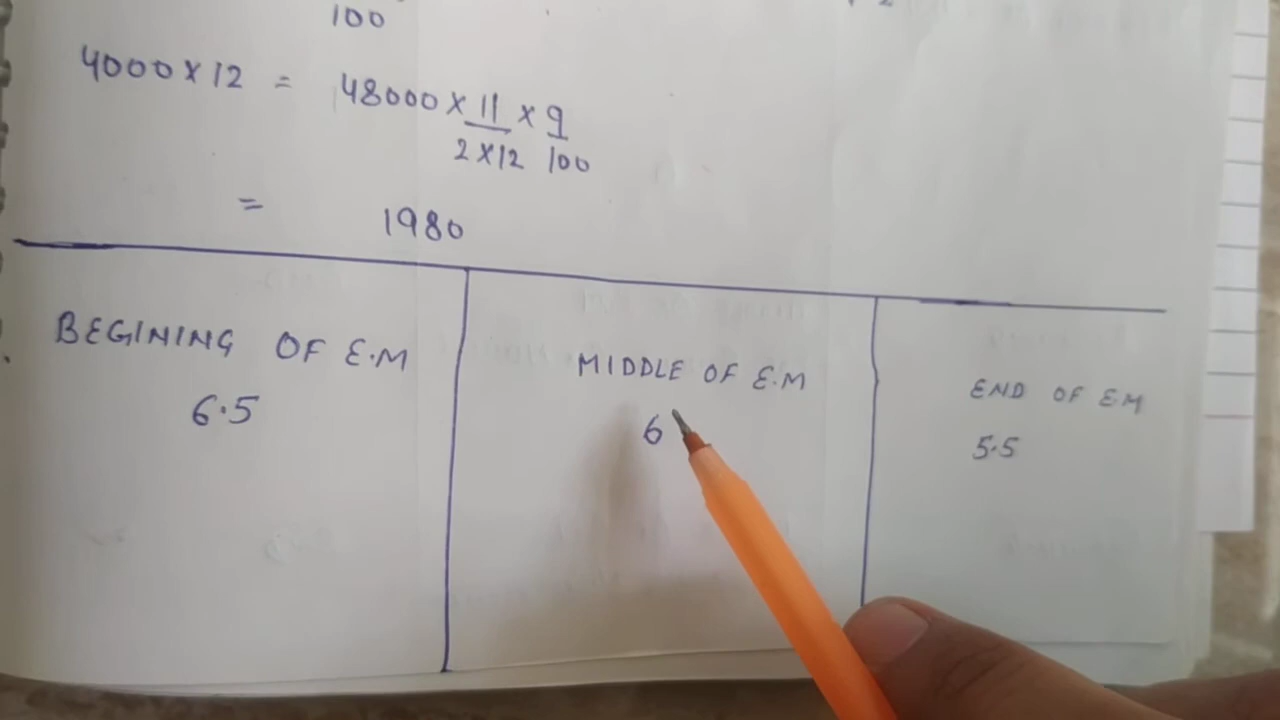 100
4000 x 12 = 48000 x 11 x 9
2 x 12 100
= 1980
BEGINING OF E.M
6.5
MIDDLE OF E.M
6
END OF E.M
5.5